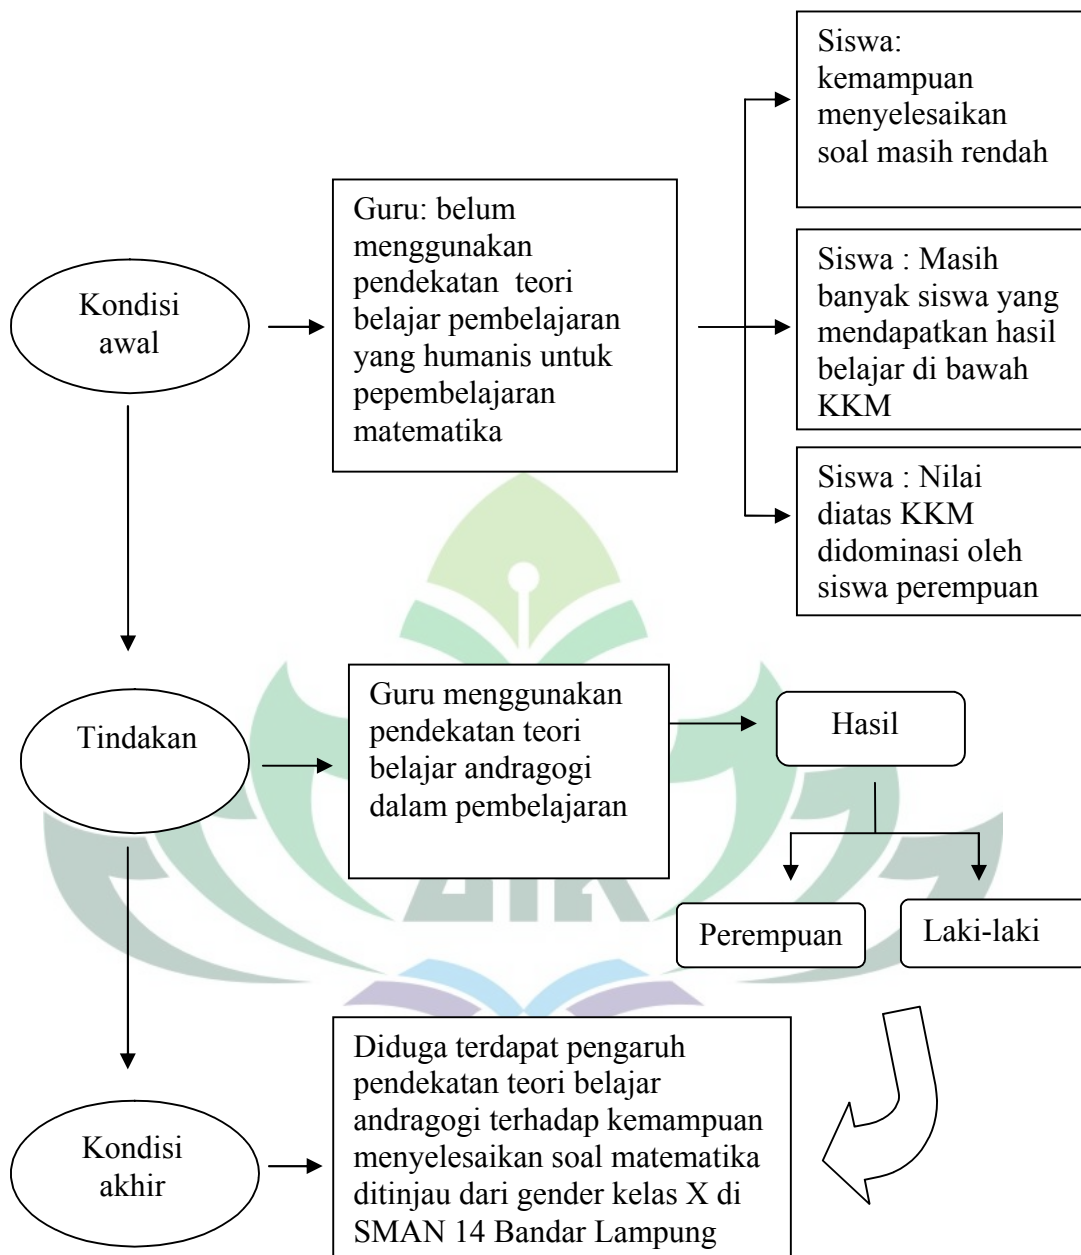 Siswa:
kemampuan
menyelesaikan
soal masih rendah
Guru: belum
menggunakan
pendekatan teori
belajar pembelajaran
yang humanis untuk
pepembelajaran
matematika
Kondisi
awal
Siswa : Masih
banyak siswa yang
mendapatkan hasil
belajar di bawah
KKM
Siswa : Nilai
diatas KKM
didominasi oleh
siswa perempuan
Tindakan
Guru menggunakan
pendekatan teori
belajar andragogi
dalam pembelajaran
Hasil
Perempuan
Laki-laki
Kondisi
akhir
Diduga terdapat pengaruh
pendekatan teori belajar
andragogi terhadap kemampuan
menyelesaikan soal matematika
ditinjau dari gender kelas X di
SMAN 14 Bandar Lampung